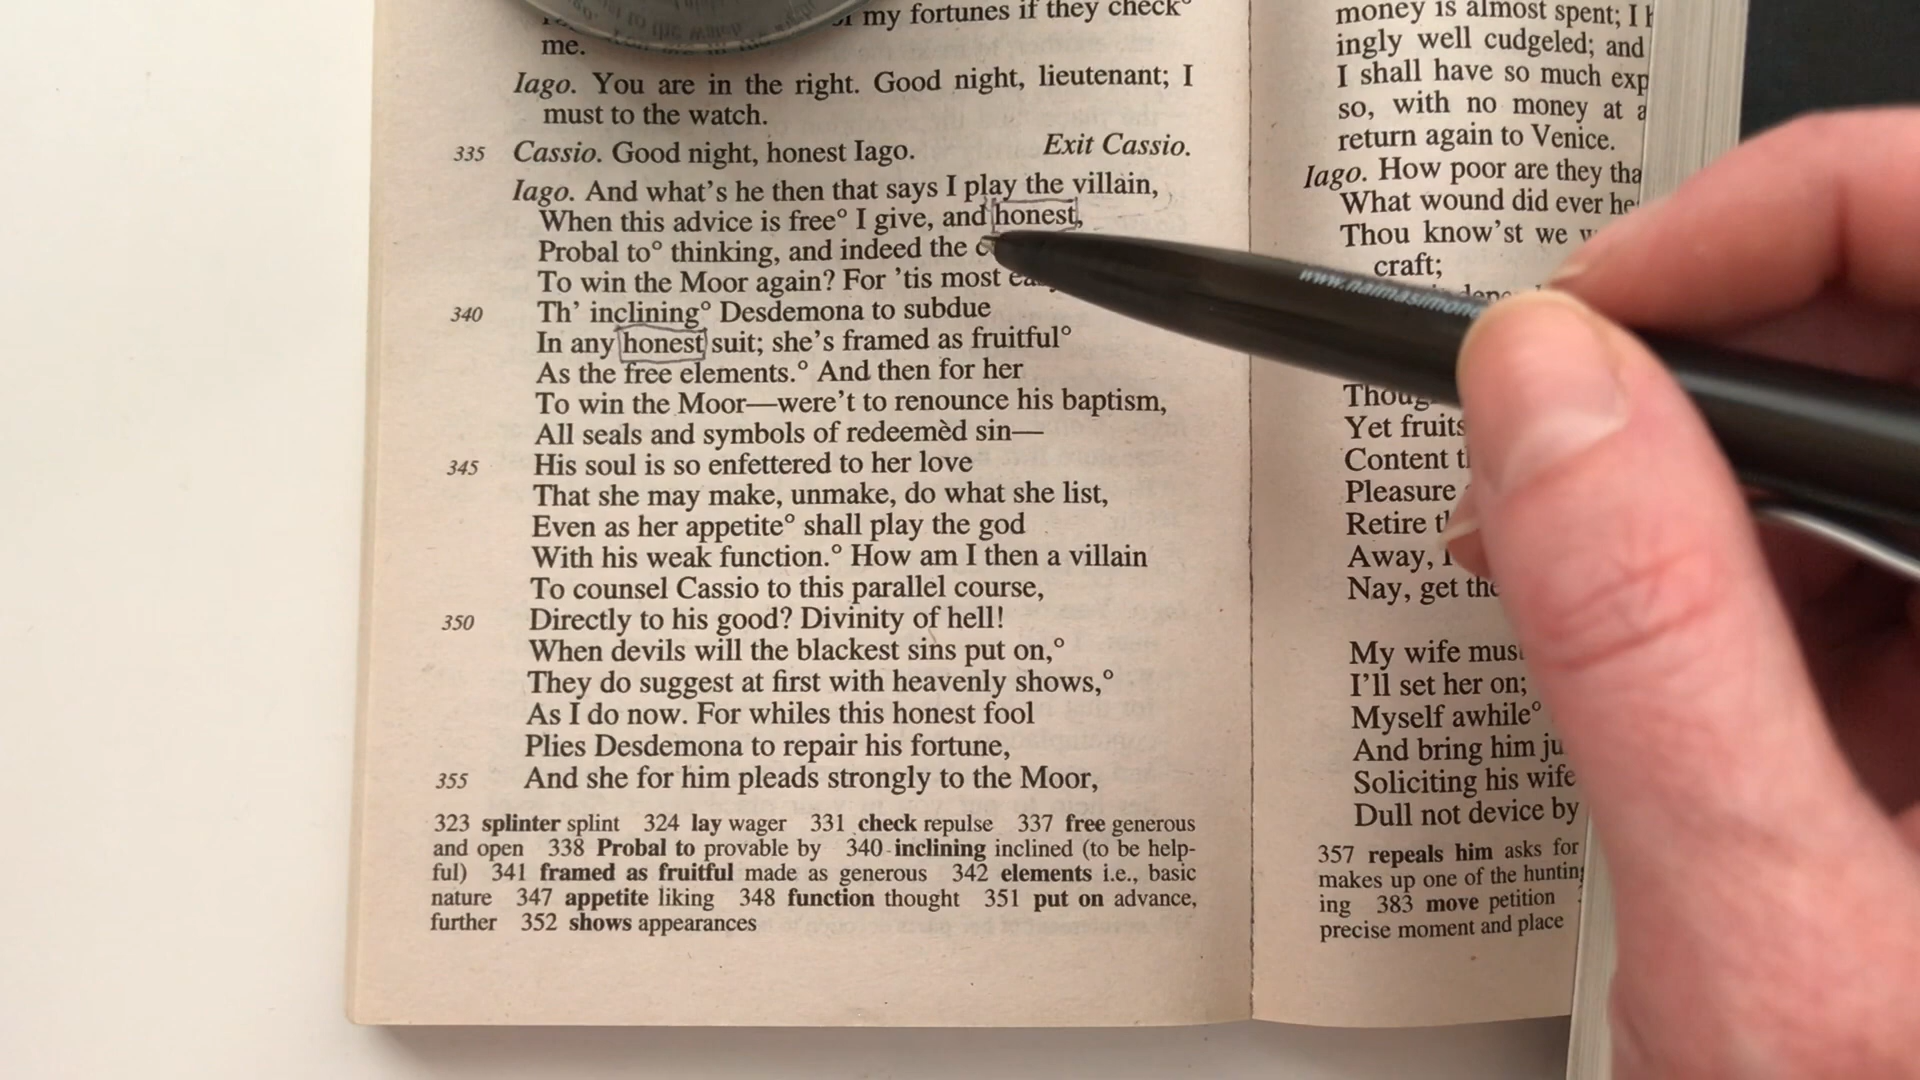 my fortunes if they check°
me.
Iago. You are in the right. Good night, lieutenant; I
must to the watch.
335 Cassio. Good night, honest Iago. Exit Cassio.
Iago. And what's he then that says I play the villain,
When this advice is free° I give, and honest,
Probal to° thinking, and indeed the
To win the Moor again? For 'tis most
340 Th' inclining° Desdemona to subdue
In any honest suit; she's framed as fruitful°
As the free elements.° And then for her
To win the Moor—were't to renounce his baptism,
All seals and symbols of redeemèd sin—
345 His soul is so enfettered to her love
That she may make, unmake, do what she list,
Even as her appetite° shall play the god
With his weak function.° How am I then a villain
To counsel Cassio to this parallel course,
350 Directly to his good? Divinity of hell!
When devils will the blackest sins put on,°
They do suggest at first with heavenly shows,°
As I do now. For whiles this honest fool
Plies Desdemona to repair his fortune,
355 And she for him pleads strongly to the Moor,
323 splinter splint 324 lay wager 331 check repulse 337 free generous
and open 338 Probal to provable by 340 inclining inclined (to be help-
ful) 341 framed as fruitful made as generous 342 elements i.e., basic
nature 347 appetite liking 348 function thought 351 put on advance,
further 352 shows appearances
money is almost spent; I
ingly well cudgeled; and
I shall have so much exp
so, with no money at a
return again to Venice.
Iago. How poor are they tha
What wound did ever he
Thou know'st we
craft;
Thoug
Yet fruits
Content
Pleasure
Retire
Away,
Nay, get
My wife mus
I'll set her on;
Myself awhile°
And bring him ju
Soliciting his wife
Dull not device by
357 repeals him asks for
makes up one of the hunting
ing 383 move petition
precise moment and place